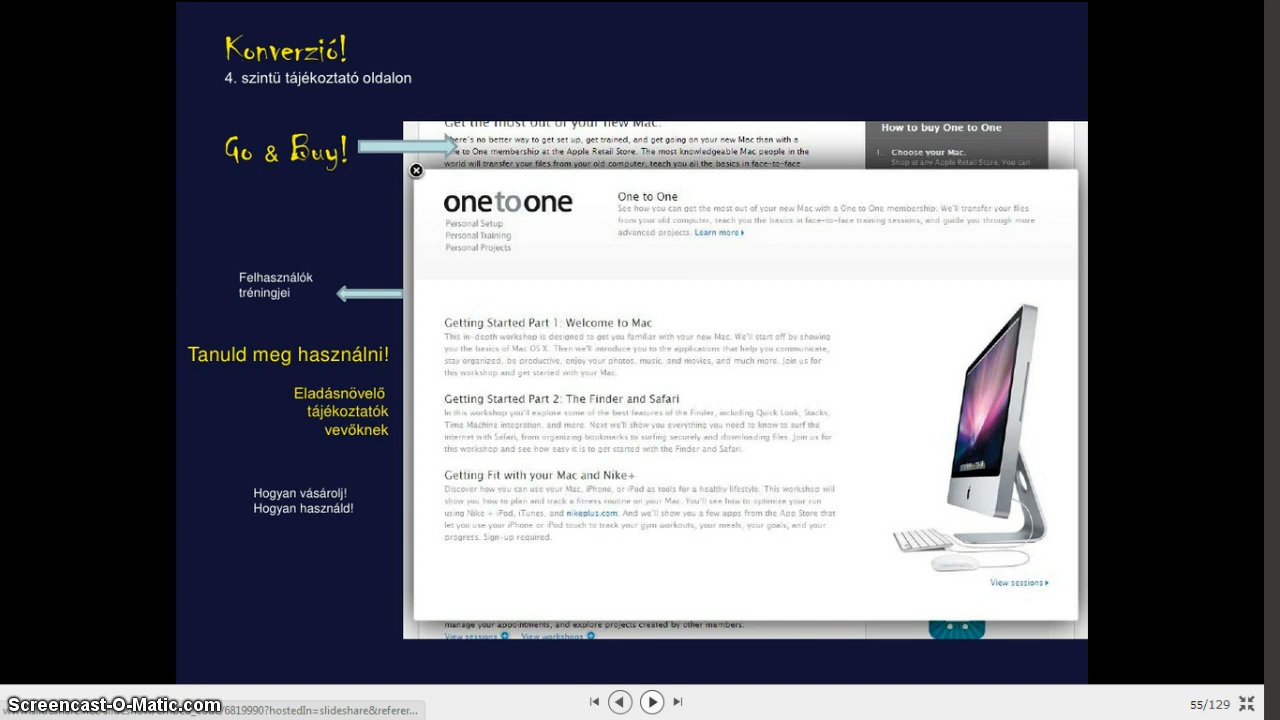 Konverzió!
4. szintü tájékoztató oldalon
Go & Buy!
Get the most out of your new Mac.
There's no better way to get set up, get trained, and get going on your new Mac than with a
One to One membership at the Apple Retail Store. The most knowledgeable Mac people in the
world will transfer your files from your old computer, teach you all the basics in face-to-face
How to buy One to One
1. Choose your Mac.
Shop at any Apple Retail Store. You can
onetoone
Personal Setup
Personal Training
Personal Projects
One to One
See how you can get the most out of your new Mac with a One to One membership. We'll transfer your files
from your old computer, teach you the basics in face-to-face training sessions, and guide you through more
advanced projects. Learn more
Felhasználók
tréningjei
Tanuld meg használni!
Eladásnövelő
tájékoztatók
vevőknek
Hogyan vásárolj!
Hogyan használd!
Getting Started Part 1: Welcome to Mac
This in-depth workshop is designed to get you familiar with your new Mac. We'll start off by showing
you the basics of Mac OS X. Then we'll introduce you to the applications that help you communicate,
stay organized, be productive, enjoy your photos, music, and movies, and much more. Join us for
this workshop and get started with your Mac.
Getting Started Part 2: The Finder and Safari
In this workshop you'll explore some of the best features of the Finder, including Quick Look, Stacks,
Time Machine integration, and more. Next we'll show you everything you need to know to surf the
internet with Safari, from organizing bookmarks to surfing securely and downloading files. Join us for
this workshop and see how easy it is to get started with the Finder and Safari.
Getting Fit with your Mac and Nike+
Discover how you can use your Mac, iPhone, or iPod as tools for a healthy lifestyle. This workshop will
show you how to plan and track a fitness routine on your Mac. You'll see how to optimize your run
using Nike + iPod, iTunes, and nikeplus.com. And we'll show you a few apps from the App Store that
let you use your iPhone or iPod touch to track your gym workouts, your meals, your goals, and your
progress. Sign-up required.
View sessions
manage your appointments, and explore projects created by other members.
View sessions View workshops
Screencast-O-Matic.com
/6819990?hostedIn=slideshare&referer...
55/129